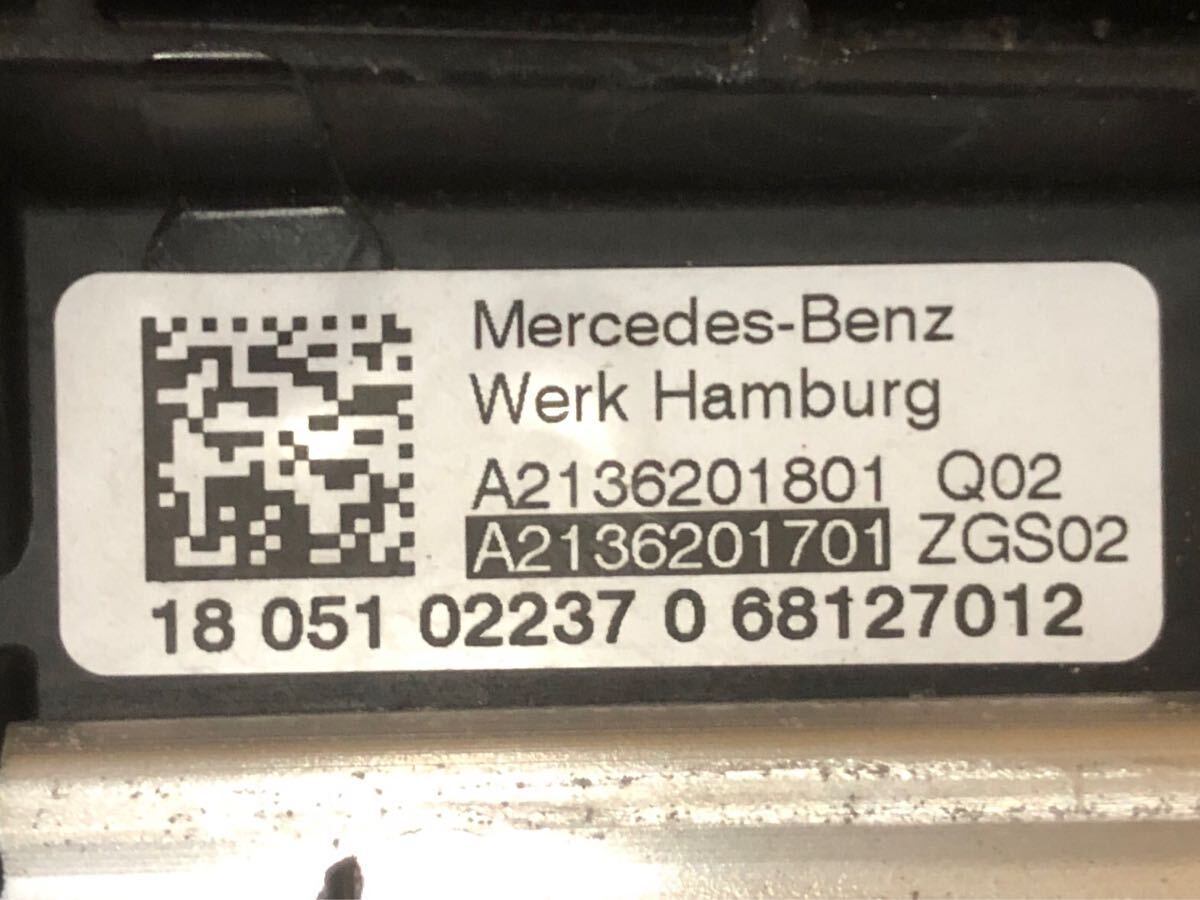 Mercedes-Benz
Werk Hamburg
A2136201801 Q02
A2136201701 ZGS02
18 051 02237 0 68127012